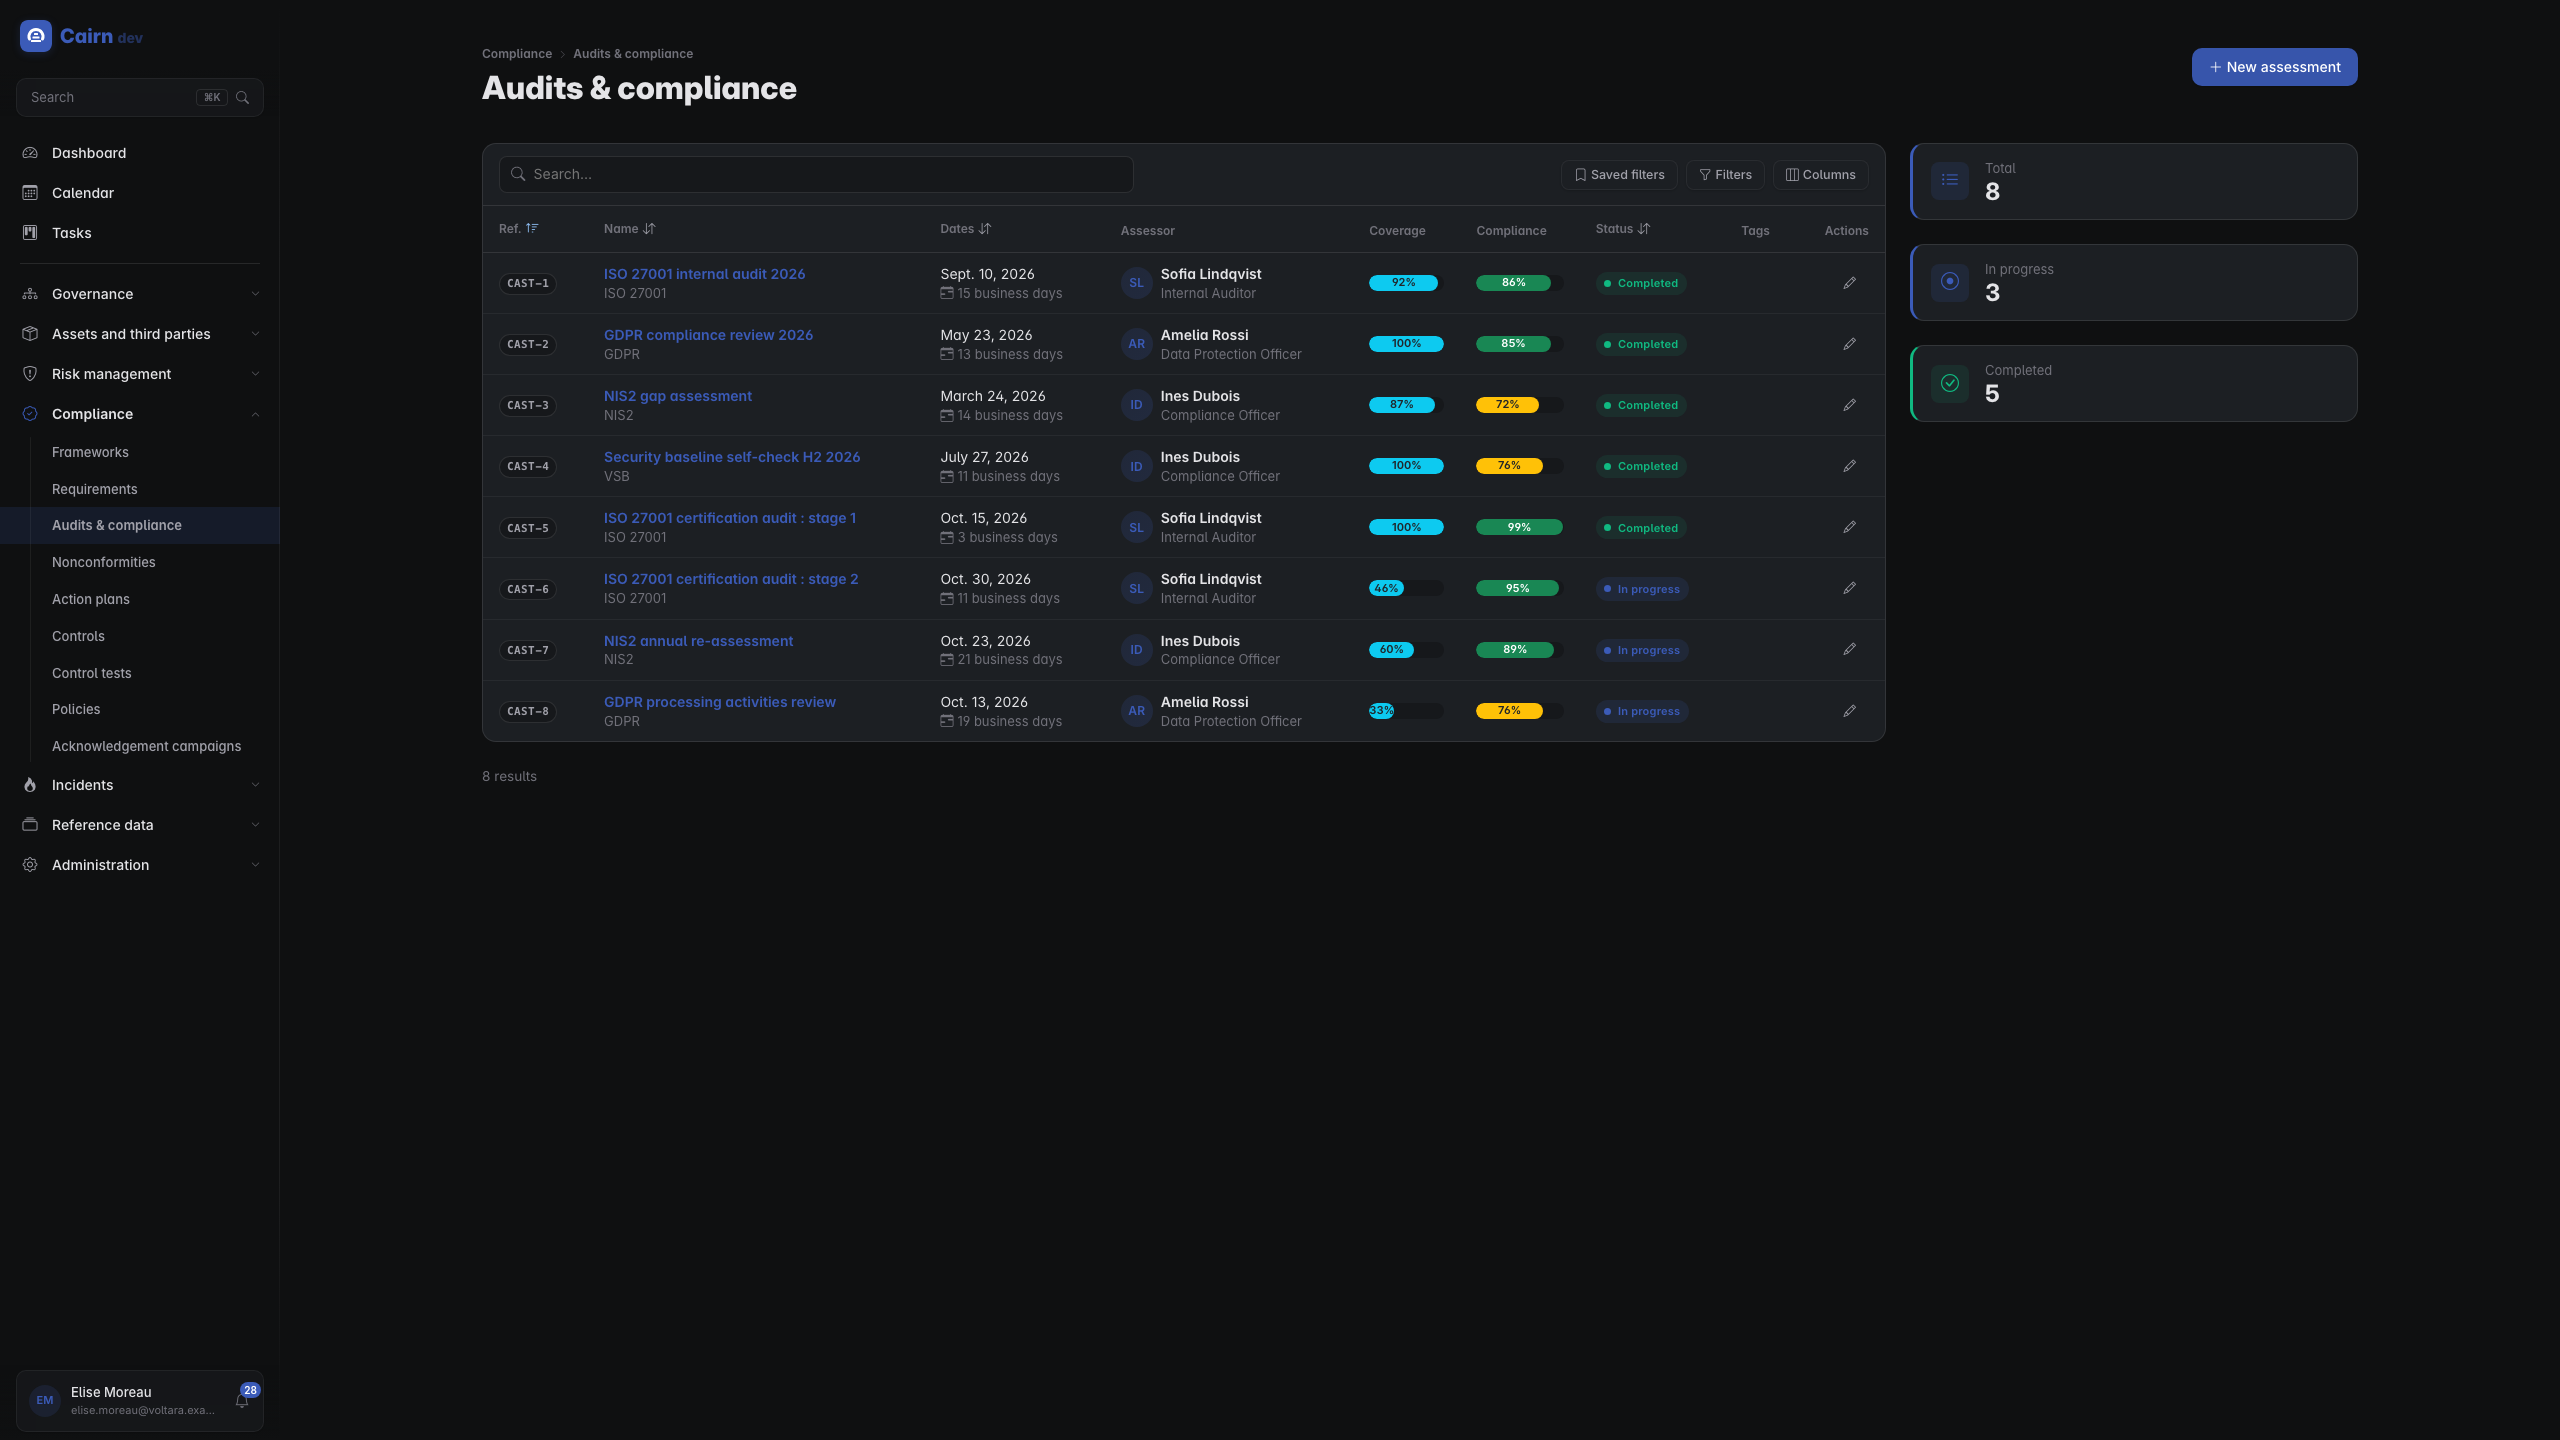 Cairn dev
Search ⌘K
Dashboard
Calendar
Tasks
Governance
Assets and third parties
Risk management
Compliance
Frameworks
Requirements
Audits & compliance
Nonconformities
Action plans
Controls
Control tests
Policies
Acknowledgement campaigns
Incidents
Reference data
Administration
EM
Elise Moreau
elise.moreau@voltara.exa...
28
Compliance > Audits & compliance
Audits & compliance
+ New assessment
Search...
Saved filters
Filters
Columns
Ref. Name Dates Assessor Coverage Compliance Status Tags Actions
CAST-1 ISO 27001 internal audit 2026 Sept. 10, 2026 SL Sofia Lindqvist 92% 86% Completed
ISO 27001 15 business days Internal Auditor
CAST-2 GDPR compliance review 2026 May 23, 2026 AR Amelia Rossi 100% 85% Completed
GDPR 13 business days Data Protection Officer
CAST-3 NIS2 gap assessment March 24, 2026 ID Ines Dubois 87% 72% Completed
NIS2 14 business days Compliance Officer
CAST-4 Security baseline self-check H2 2026 July 27, 2026 ID Ines Dubois 100% 76% Completed
VSB 11 business days Compliance Officer
CAST-5 ISO 27001 certification audit : stage 1 Oct. 15, 2026 SL Sofia Lindqvist 100% 99% Completed
ISO 27001 3 business days Internal Auditor
CAST-6 ISO 27001 certification audit : stage 2 Oct. 30, 2026 SL Sofia Lindqvist 46% 95% In progress
ISO 27001 11 business days Internal Auditor
CAST-7 NIS2 annual re-assessment Oct. 23, 2026 ID Ines Dubois 60% 89% In progress
NIS2 21 business days Compliance Officer
CAST-8 GDPR processing activities review Oct. 13, 2026 AR Amelia Rossi 33% 76% In progress
GDPR 19 business days Data Protection Officer
8 results
Total
8
In progress
3
Completed
5